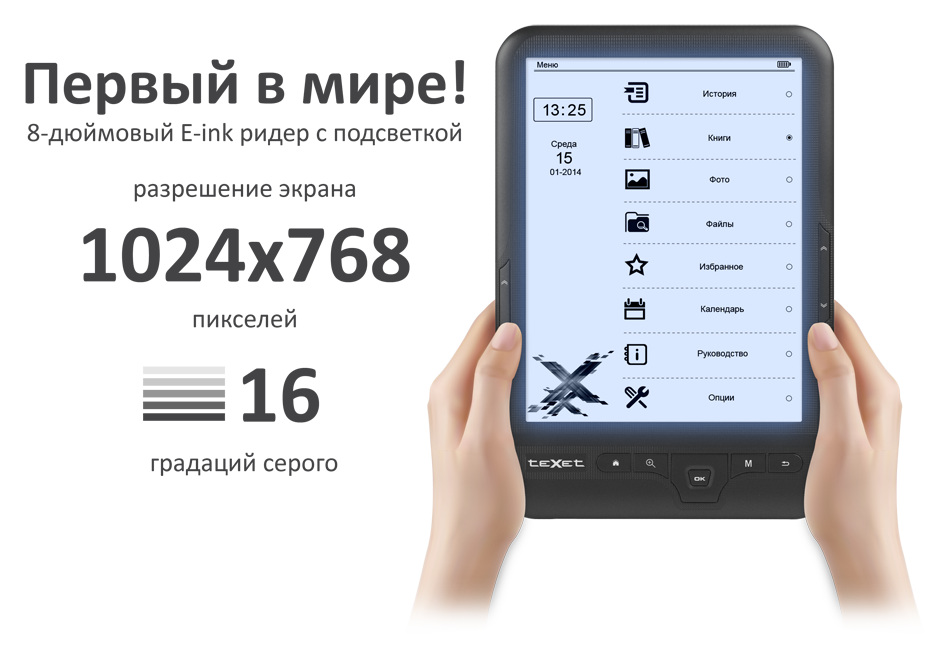 Первый в мире!
8-дюймовый E-ink ридер с подсветкой
разрешение экрана
1024x768
пикселей
16
градаций серого
Меню
13:25
Среда
15
01-2014
История
Книги
Фото
Файлы
Избранное
Календарь
Руководство
Опции
teXet
OK
M